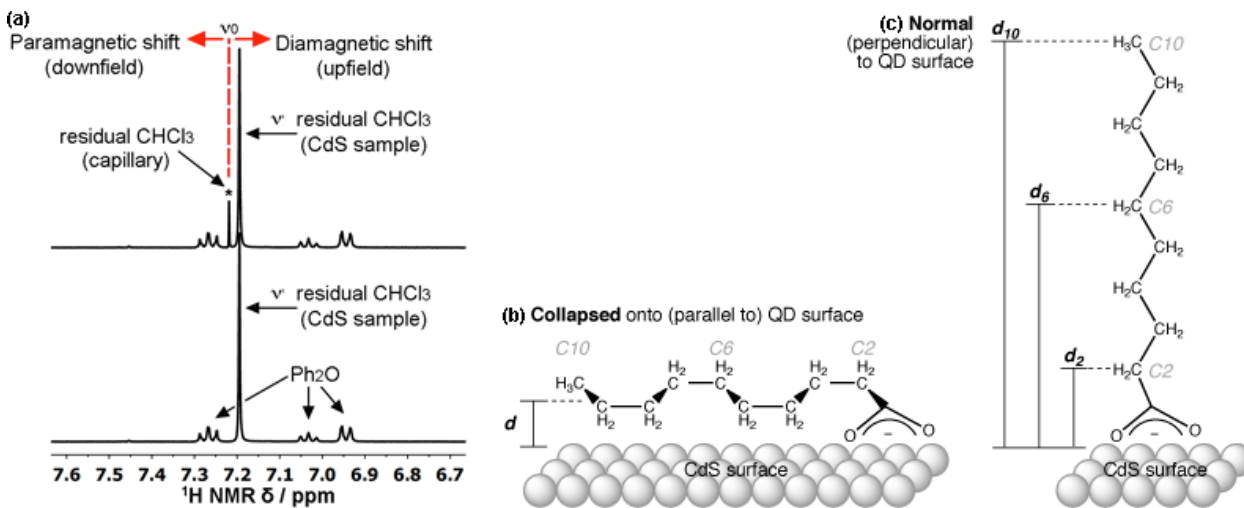 (a)
ν0
Paramagnetic shift
(downfield)
Diamagnetic shift
(upfield)
residual CHCl3
(capillary)
*
ν' residual CHCl3
(CdS sample)
ν' residual CHCl3
(CdS sample)
Ph2O
7.6 7.5 7.4 7.3 7.2 7.1 7.0 6.9 6.8 6.7
1H NMR δ / ppm
(b) Collapsed onto (parallel to) QD surface
C10 C6 C2
H2 H2 H2 H2
H3C C C C C
C C C C
H2 H2 H2 H2
d
O O
−
CdS surface
(c) Normal
(perpendicular)
to QD surface
d10
H3C C10
CH2
H2C
CH2
d6
H2C C6
CH2
H2C
CH2
d2
H2C C2
O O
−
CdS surface